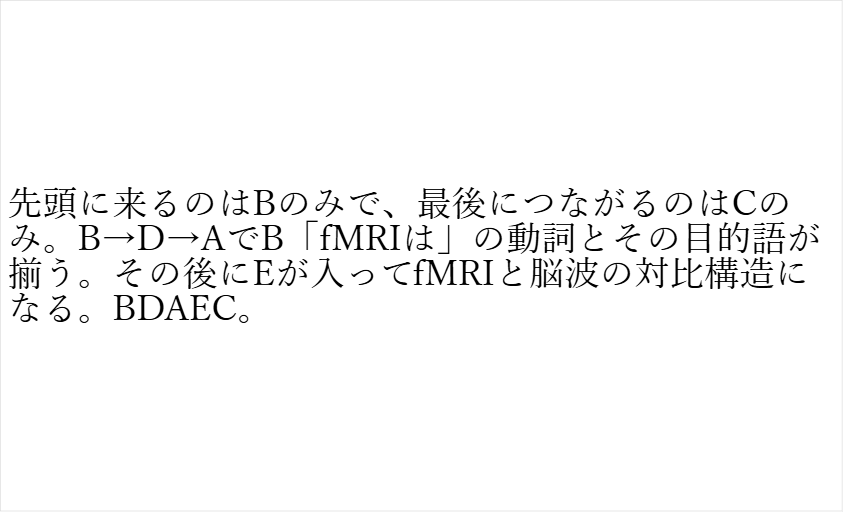 先頭に来るのはBのみで、最後につながるのはCの
み。B→D→AでB「fMRIは」の動詞とその目的語が
揃う。その後にEが入ってfMRIと脳波の対比構造に
なる。BDAEC。